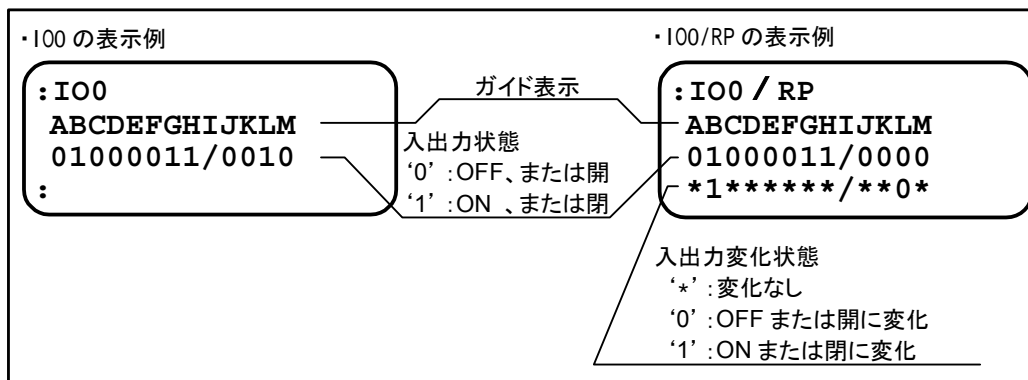 ・IO0 の表示例
:IO0
ABCDEFGHIJKLM
01000011/0010
:
ガイド表示
入出力状態
‘0’ :OFF、または開
‘1’ :ON 、または閉
・IO0/RP の表示例
:IO0 / RP
ABCDEFGHIJKLM
01000011/0000
*1******/**0*
入出力変化状態
‘*’ :変化なし
‘0’ :OFF または開に変化
‘1’ :ON または閉に変化